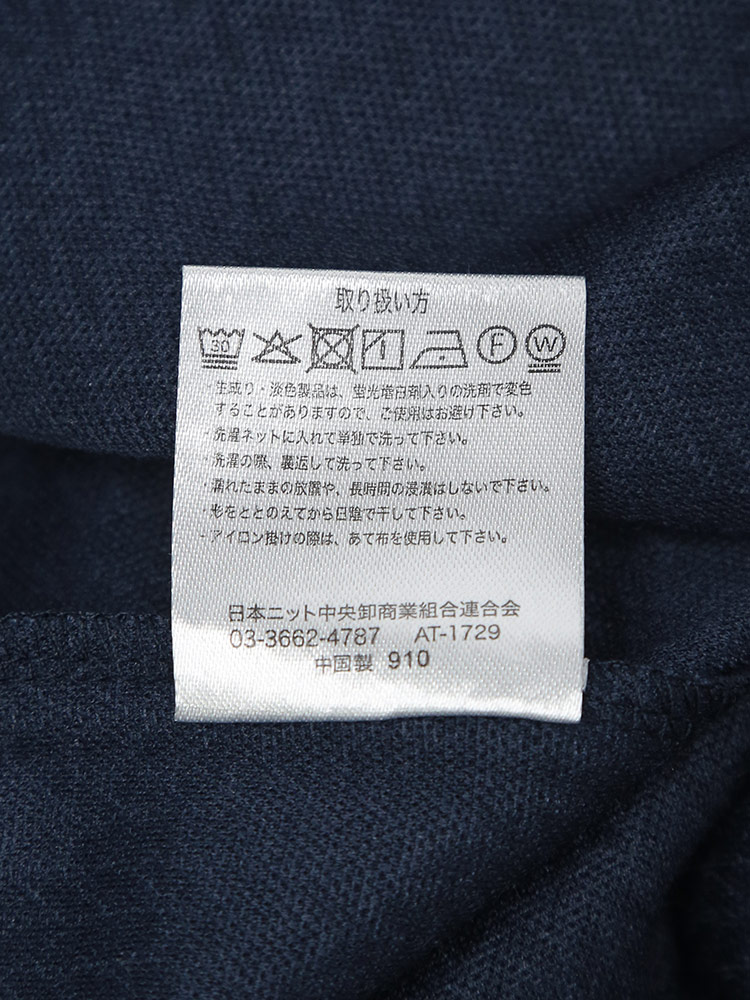 取り扱い方
30 F W
・生成り・淡色製品は、蛍光増白剤入りの洗剤で変色
することがありますので、ご使用はお避け下さい。
・洗濯ネットに入れて単独で洗って下さい。
・洗濯の際、裏返して洗って下さい。
・濡れたままの放置や、長時間の浸漬はしないで下さい。
・形をととのえてから日陰で干して下さい。
・アイロン掛けの際は、あて布を使用して下さい。
日本ニット中央卸商業組合連合会
03-3662-4787 AT-1729
中国製 910